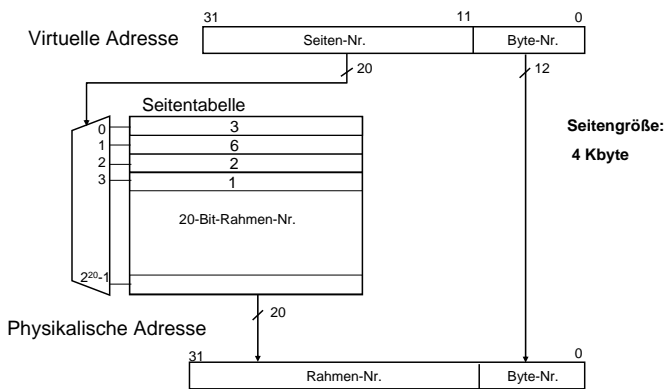 31 11 0
Virtuelle Adresse Seiten-Nr. Byte-Nr.
20 12
Seitentabelle
0 3
1 6
2 2
3 1
Seitengröße:
4 Kbyte
20-Bit-Rahmen-Nr.
2²⁰-1
20
Physikalische Adresse
31 0
Rahmen-Nr. Byte-Nr.